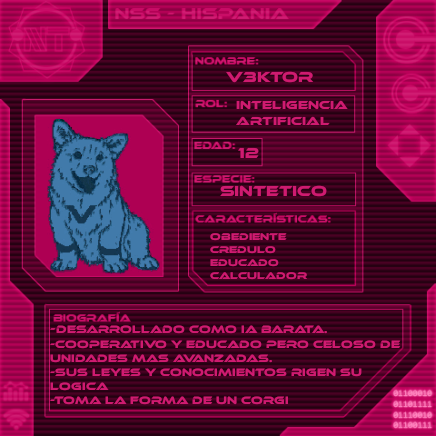 NSS - HISPANIA
NOMBRE:
V3KTOR
ROL: INTELIGENCIA
ARTIFICIAL
EDAD:
12
ESPECIE:
SINTETICO
CARACTERÍSTICAS:
OBEDIENTE
CREDULO
EDUCADO
CALCULADOR
BIOGRAFÍA
-DESARROLLADO COMO IA BARATA.
-COOPERATIVO Y EDUCADO PERO CELOSO DE
UNIDADES MAS AVANZADAS.
-SUS LEYES Y CONOCIMIENTOS RIGEN SU
LOGICA
-TOMA LA FORMA DE UN CORGI
01100010
01101111
01110010
01100111